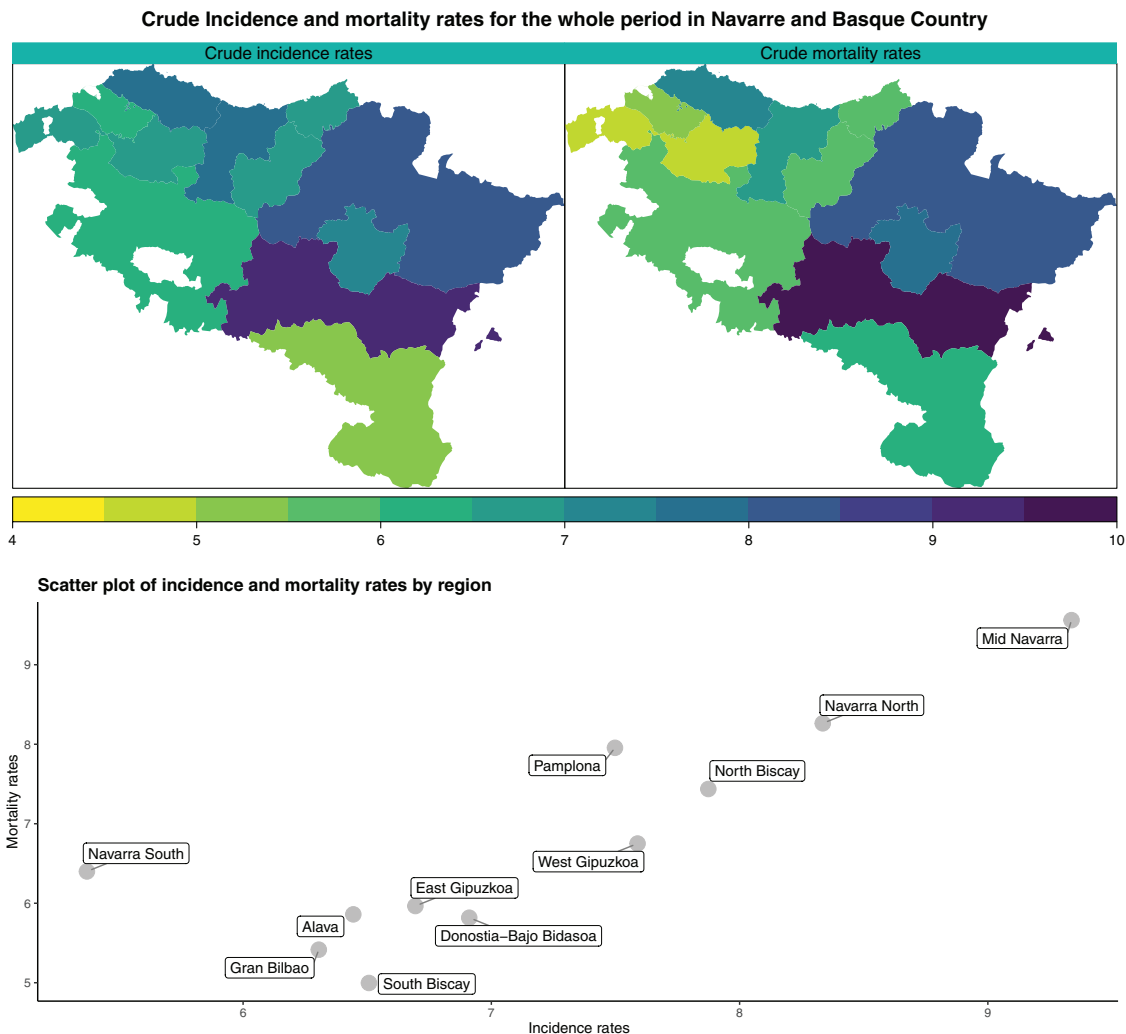 Crude Incidence and mortality rates for the whole period in Navarre and Basque Country
Crude incidence rates
Crude mortality rates
4 5 6 7 8 9 10
Scatter plot of incidence and mortality rates by region
Mortality rates
9
8
7
6
5
Mid Navarra
Navarra North
Pamplona
North Biscay
Navarra South
West Gipuzkoa
East Gipuzkoa
Alava
Donostia−Bajo Bidasoa
Gran Bilbao
South Biscay
6 7 8 9
Incidence rates